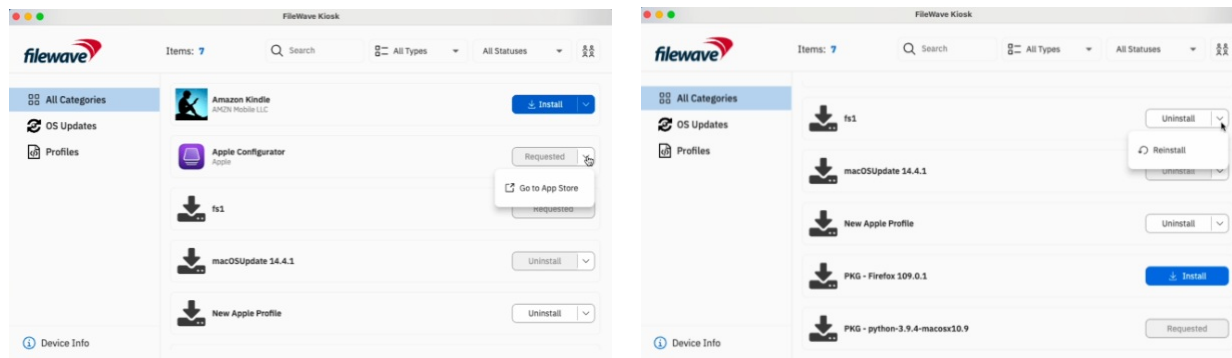 FileWave Kiosk
filewave
Items: 7
Search
All Types
All Statuses
All Categories
OS Updates
Profiles
Amazon Kindle
AMZN Mobile LLC
Install
Apple Configurator
Apple
Requested
Go to App Store
fs1
Requested
macOSUpdate 14.4.1
Uninstall
New Apple Profile
Uninstall
Device Info
FileWave Kiosk
filewave
Items: 7
Search
All Types
All Statuses
All Categories
OS Updates
Profiles
fs1
Uninstall
Reinstall
macOSUpdate 14.4.1
Uninstall
New Apple Profile
Uninstall
PKG - Firefox 109.0.1
Install
PKG - python-3.9.4-macosx10.9
Requested
Device Info